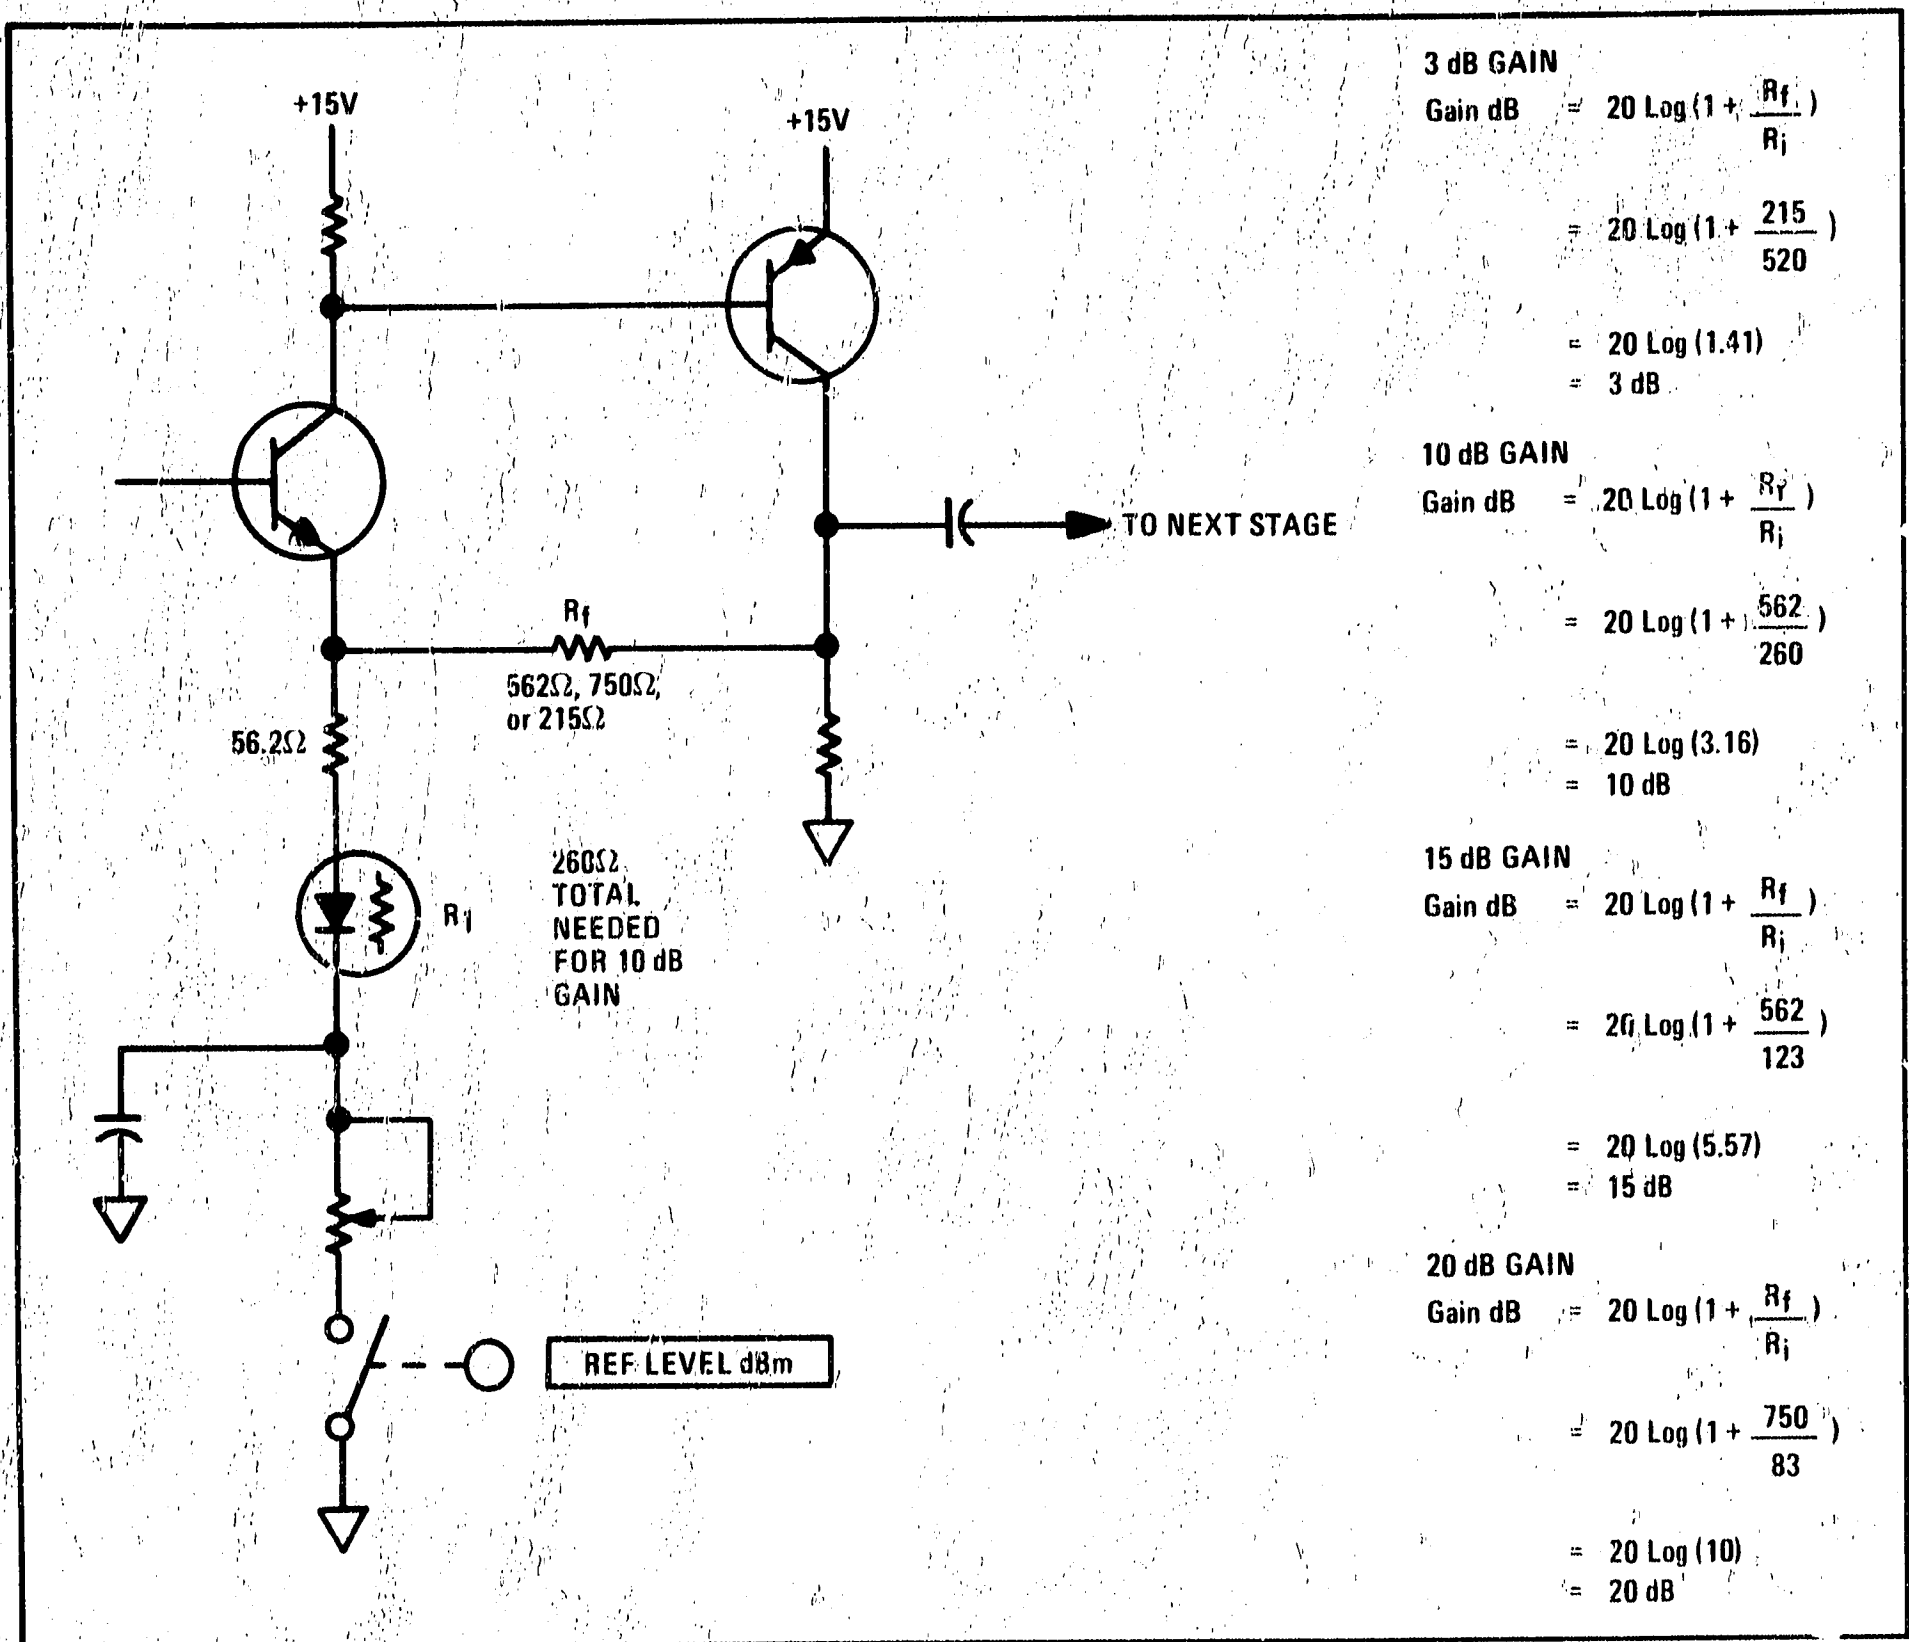 +15V
+15V
TO NEXT STAGE
Rf
562Ω, 750Ω,
or 215Ω
56.2Ω
Ri
260Ω
TOTAL
NEEDED
FOR 10 dB
GAIN
REF LEVEL dBm
3 dB GAIN
Gain dB = 20 Log (1 + Rf / Ri )
= 20 Log (1 + 215 / 520 )
= 20 Log (1.41)
= 3 dB
10 dB GAIN
Gain dB = 20 Log (1 + Rf / Ri )
= 20 Log (1 + 562 / 260 )
= 20 Log (3.16)
= 10 dB
15 dB GAIN
Gain dB = 20 Log (1 + Rf / Ri )
= 20 Log (1 + 562 / 123 )
= 20 Log (5.57)
= 15 dB
20 dB GAIN
Gain dB = 20 Log (1 + Rf / Ri )
= 20 Log (1 + 750 / 83 )
= 20 Log (10)
= 20 dB